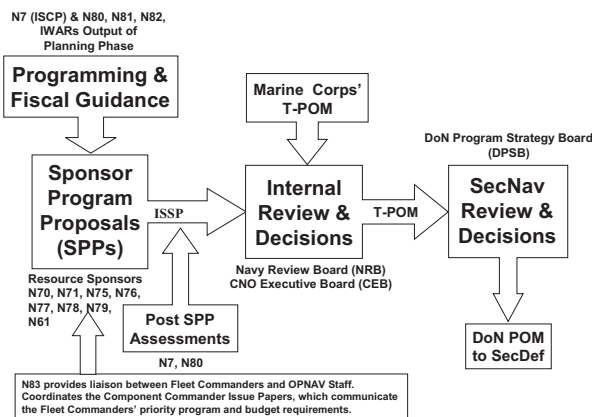 N7 (ISCP) & N80, N81, N82,
IWARs Output of
Planning Phase
Programming &
Fiscal Guidance
Marine Corps’
T-POM
DoN Program Strategy Board
(DPSB)
Sponsor
Program
Proposals
(SPPs)
ISSP
Internal
Review &
Decisions
T-POM
SecNav
Review &
Decisions
Navy Review Board (NRB)
CNO Executive Board (CEB)
Resource Sponsors
N70, N71, N75, N76,
N77, N78, N79,
N61
Post SPP
Assessments
N7, N80
DoN POM
to SecDef
N83 provides liaison between Fleet Commanders and OPNAV Staff.
Coordinates the Component Commander Issue Papers, which communicate
the Fleet Commanders’ priority program and budget requirements.